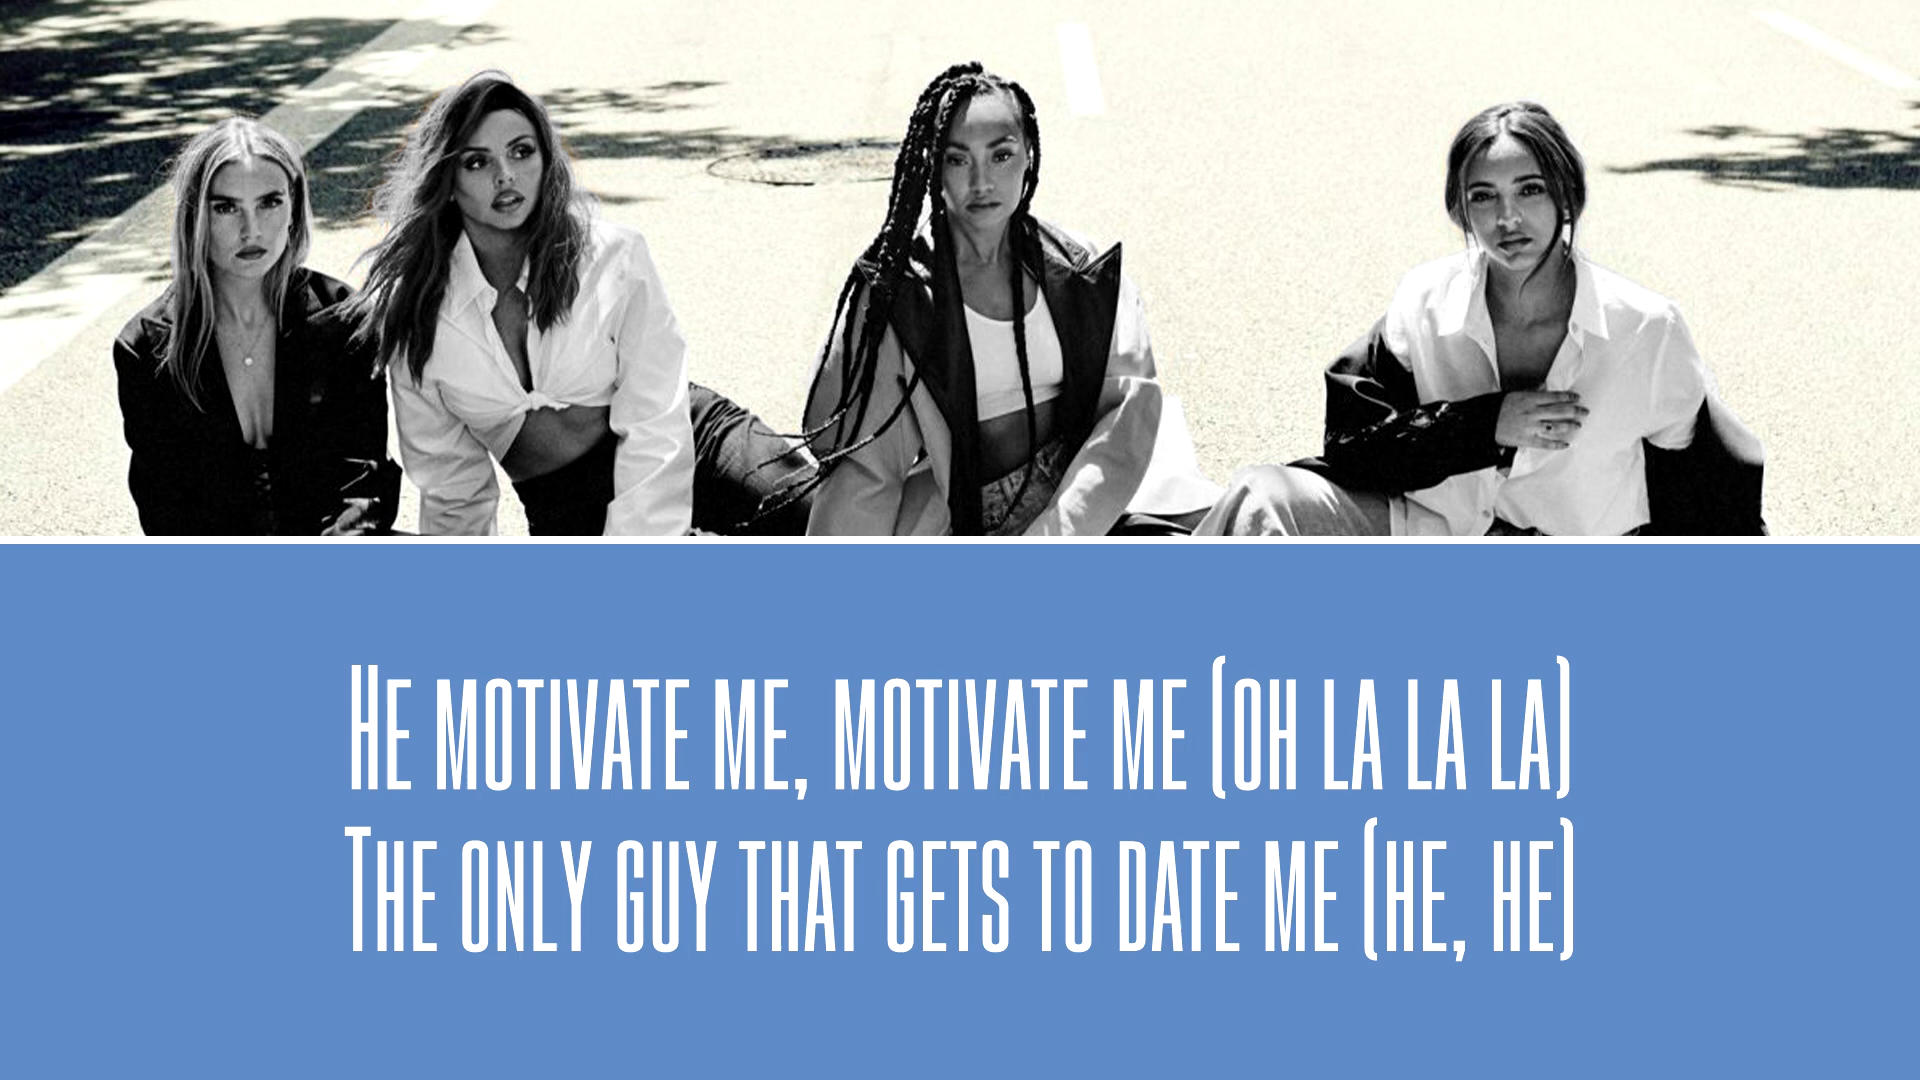 He motivate me, motivate me (oh la la la)
The only guy that gets to date me (he, he)